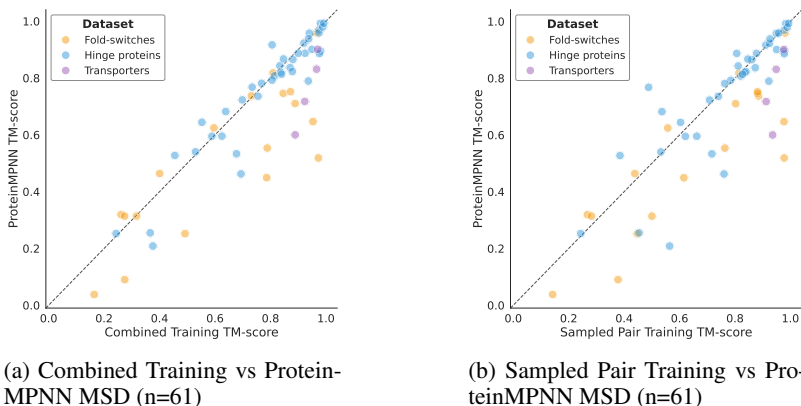 Dataset
Fold-switches
Hinge proteins
Transporters
1.0
0.8
0.6
0.4
0.2
0.0
ProteinMPNN TM-score
0.0 0.2 0.4 0.6 0.8 1.0
Combined Training TM-score
(a) Combined Training vs Protein-
MPNN MSD (n=61)
Dataset
Fold-switches
Hinge proteins
Transporters
1.0
0.8
0.6
0.4
0.2
0.0
ProteinMPNN TM-score
0.0 0.2 0.4 0.6 0.8 1.0
Sampled Pair Training TM-score
(b) Sampled Pair Training vs Pro-
teinMPNN MSD (n=61)